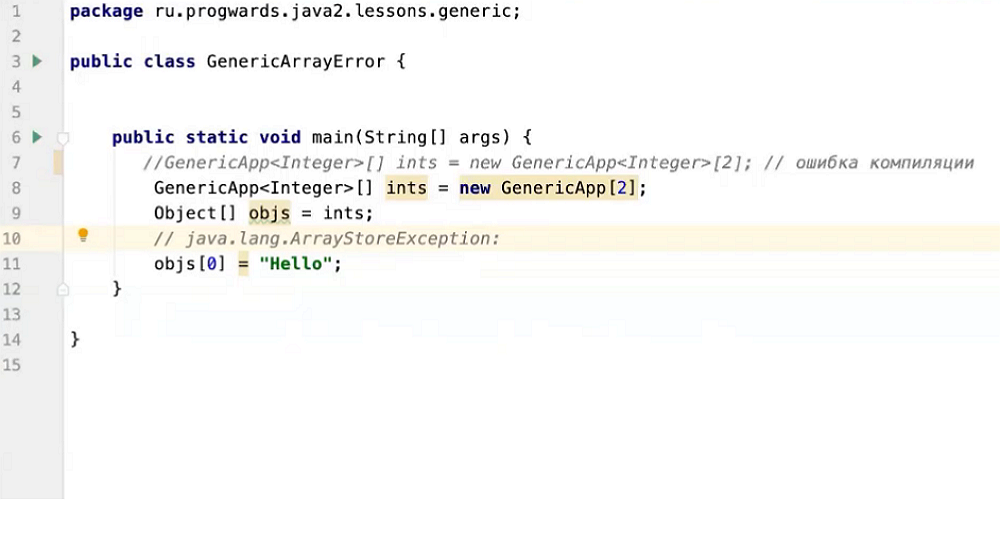 1 package ru.progwards.java2.lessons.generic;
2
3 public class GenericArrayError {
4
5
6 public static void main(String[] args) {
7 //GenericApp<Integer>[] ints = new GenericApp<Integer>[2]; // ошибка компиляции
8 GenericApp<Integer>[] ints = new GenericApp[2];
9 Object[] objs = ints;
10 // java.lang.ArrayStoreException:
11 objs[0] = "Hello";
12 }
13
14 }
15